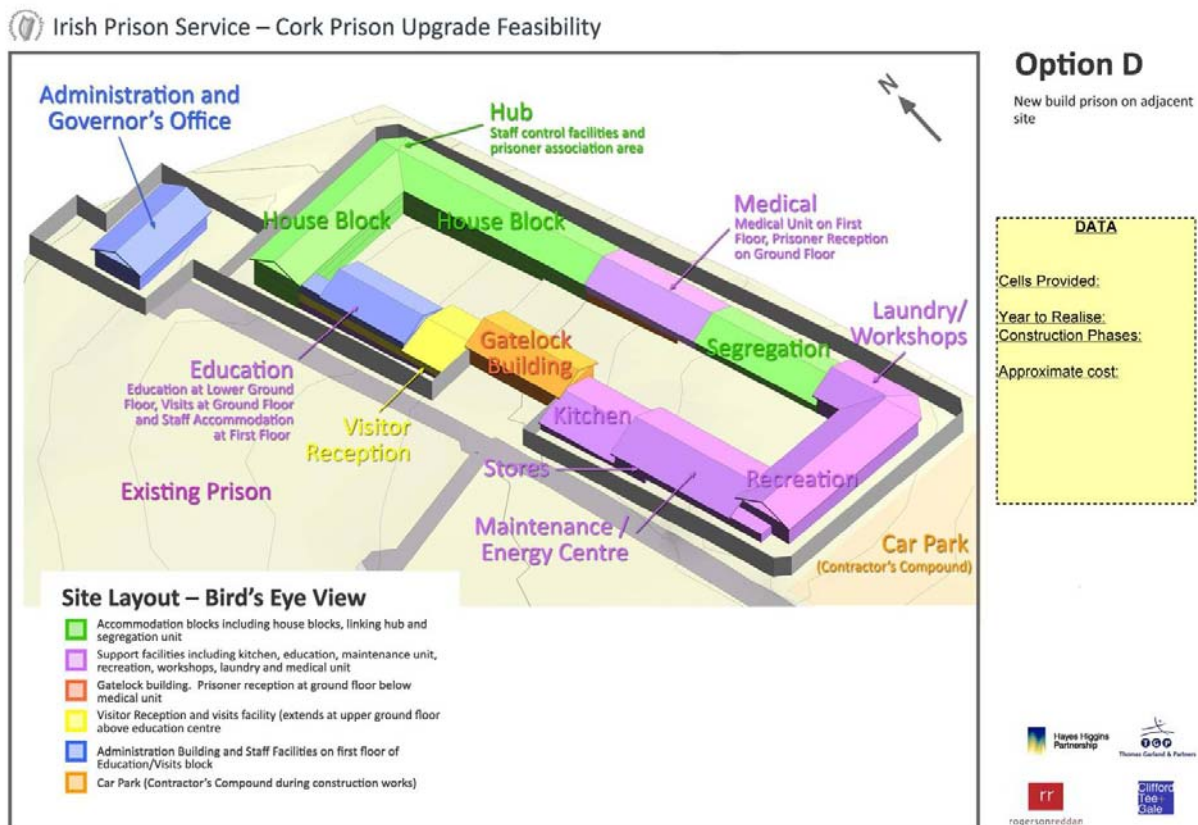 Irish Prison Service – Cork Prison Upgrade Feasibility
Option D
New build prison on adjacent
site
N
Administration and
Governor's Office
Hub
Staff control facilities and
prisoner association area
House Block
House Block
Medical
Medical Unit on First
Floor, Prisoner Reception
on Ground Floor
Laundry/
Workshops
Segregation
Gatelock
Building
Education
Education at Lower Ground
Floor, Visits at Ground Floor
and Staff Accommodation
at First Floor
Visitor
Reception
Kitchen
Stores
Recreation
Existing Prison
Maintenance /
Energy Centre
Car Park
(Contractor's Compound)
DATA
Cells Provided:
Year to Realise:
Construction Phases:
Approximate cost:
Site Layout – Bird's Eye View
Accommodation blocks including house blocks, linking hub and
segregation unit
Support facilities including kitchen, education, maintenance unit,
recreation, workshops, laundry and medical unit
Gatelock building. Prisoner reception at ground floor below
medical unit
Visitor Reception and visits facility (extends at upper ground floor
above education centre
Administration Building and Staff Facilities on first floor of
Education/Visits block
Car Park (Contractor's Compound during construction works)
Hayes Higgins
Partnership
TGP
Thomas Garland & Partners
rr
rogersonreddan
Clifford
Tee+
Gale